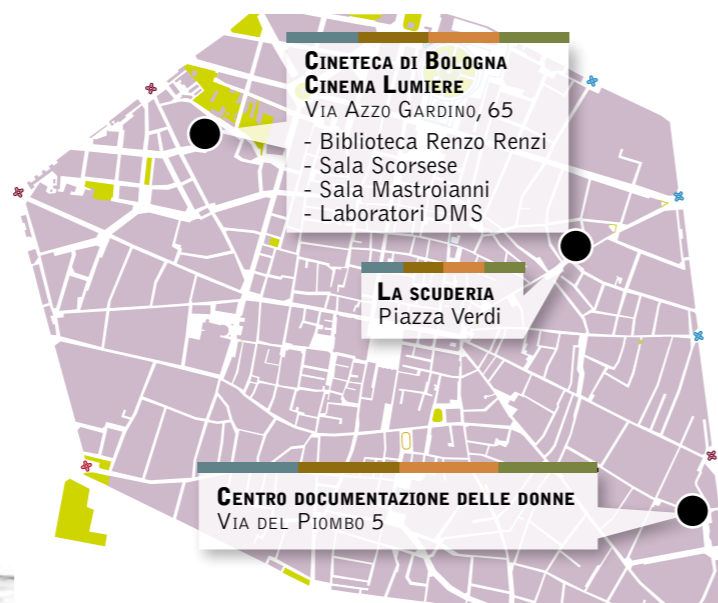 CINETECA DI BOLOGNA
CINEMA LUMIERE
VIA AZZO GARDINO, 65
- Biblioteca Renzo Renzi
- Sala Scorsese
- Sala Mastroianni
- Laboratori DMS
LA SCUDERIA
Piazza Verdi
CENTRO DOCUMENTAZIONE DELLE DONNE
VIA DEL PIOMBO 5